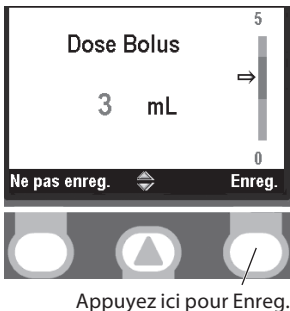 5
Dose Bolus
3 mL
0
Ne pas enreg. Enreg.
Appuyez ici pour Enreg.